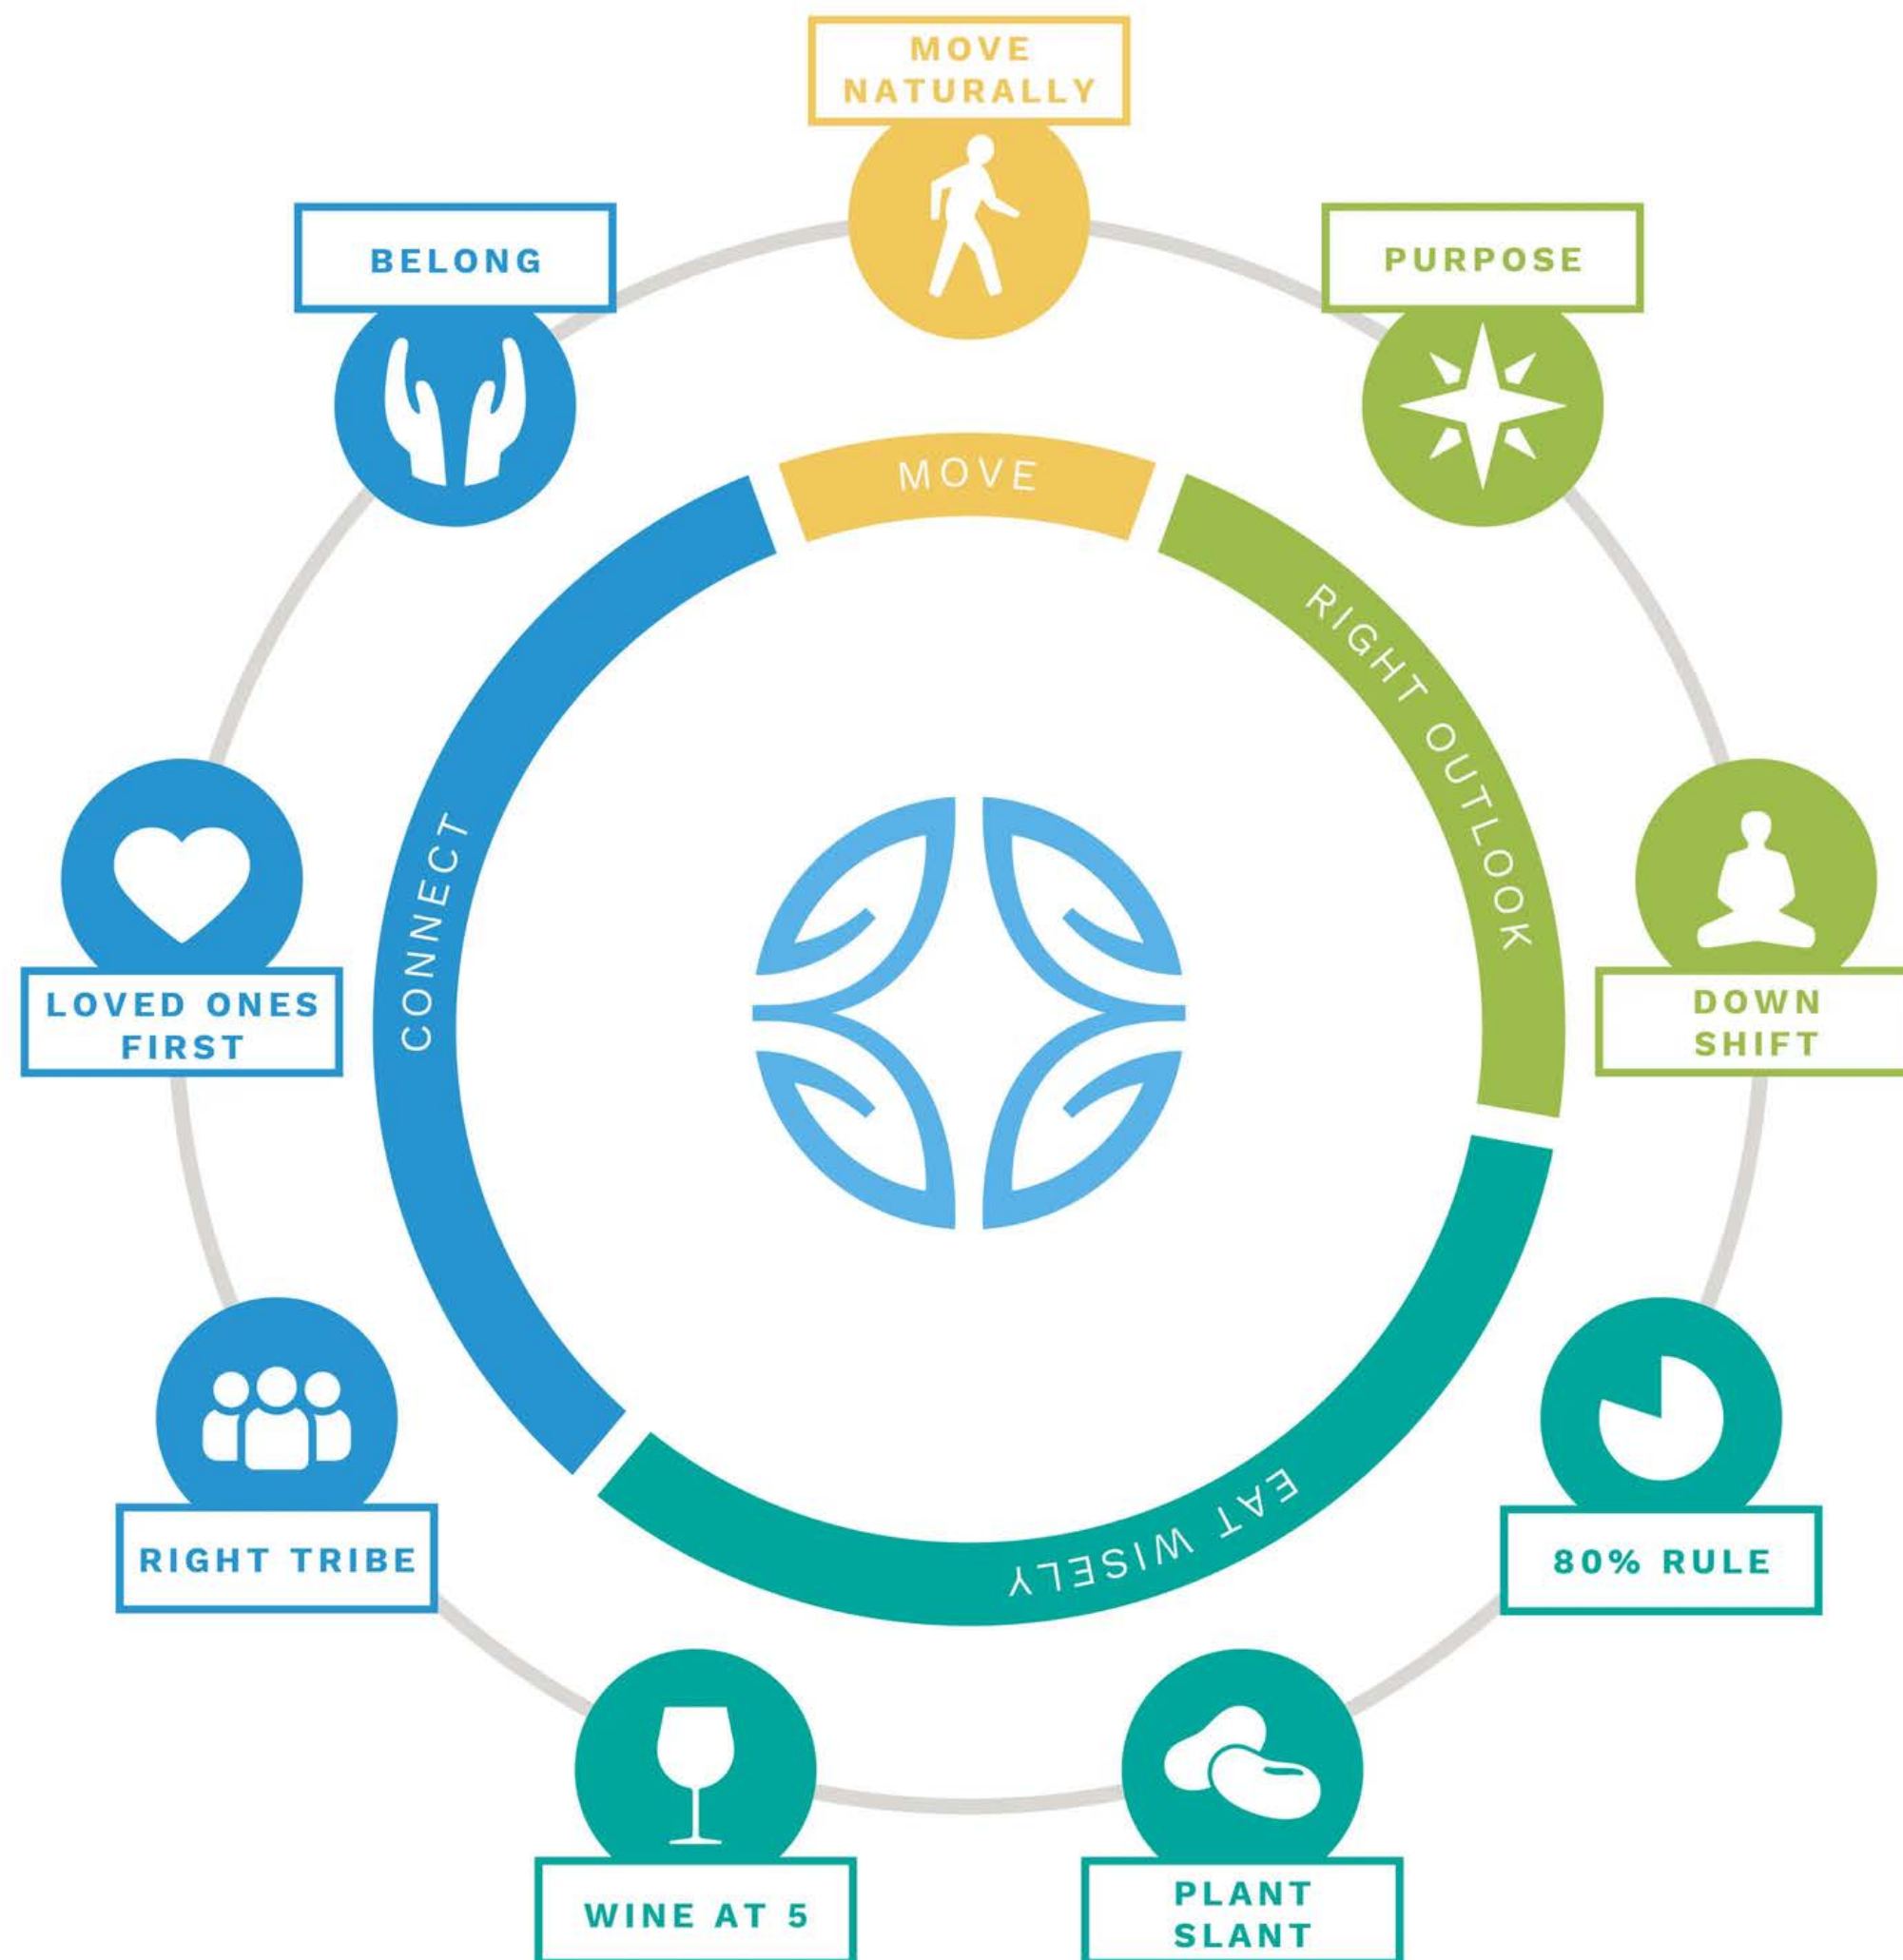 MOVE
NATURALLY
BELONG
PURPOSE
MOVE
RIGHT OUTLOOK
CONNECT
LOVED ONES
FIRST
DOWN
SHIFT
EAT WISELY
RIGHT TRIBE
80% RULE
WINE AT 5
PLANT
SLANT